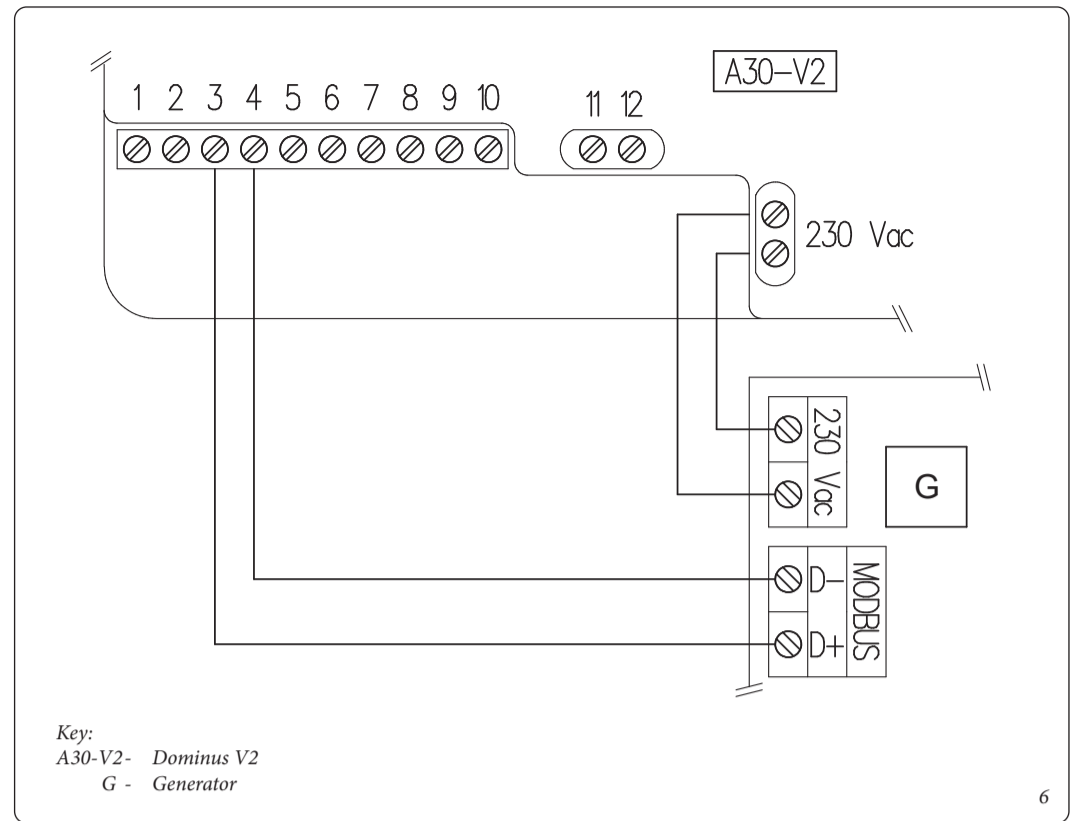 A30-V2
1 2 3 4 5 6 7 8 9 10
11 12
230 Vac
230 Vac
G
D-
D+
MODBUS
Key:
A30-V2- Dominus V2
G - Generator
6